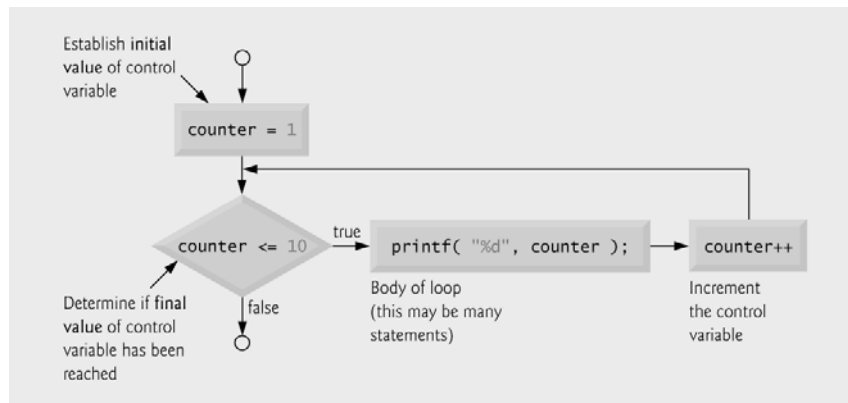 Establish initial
value of control
variable
counter = 1
counter <= 10
true
printf( "%d", counter );
counter++
false
Body of loop
(this may be many
statements)
Increment
the control
variable
Determine if final
value of control
variable has been
reached